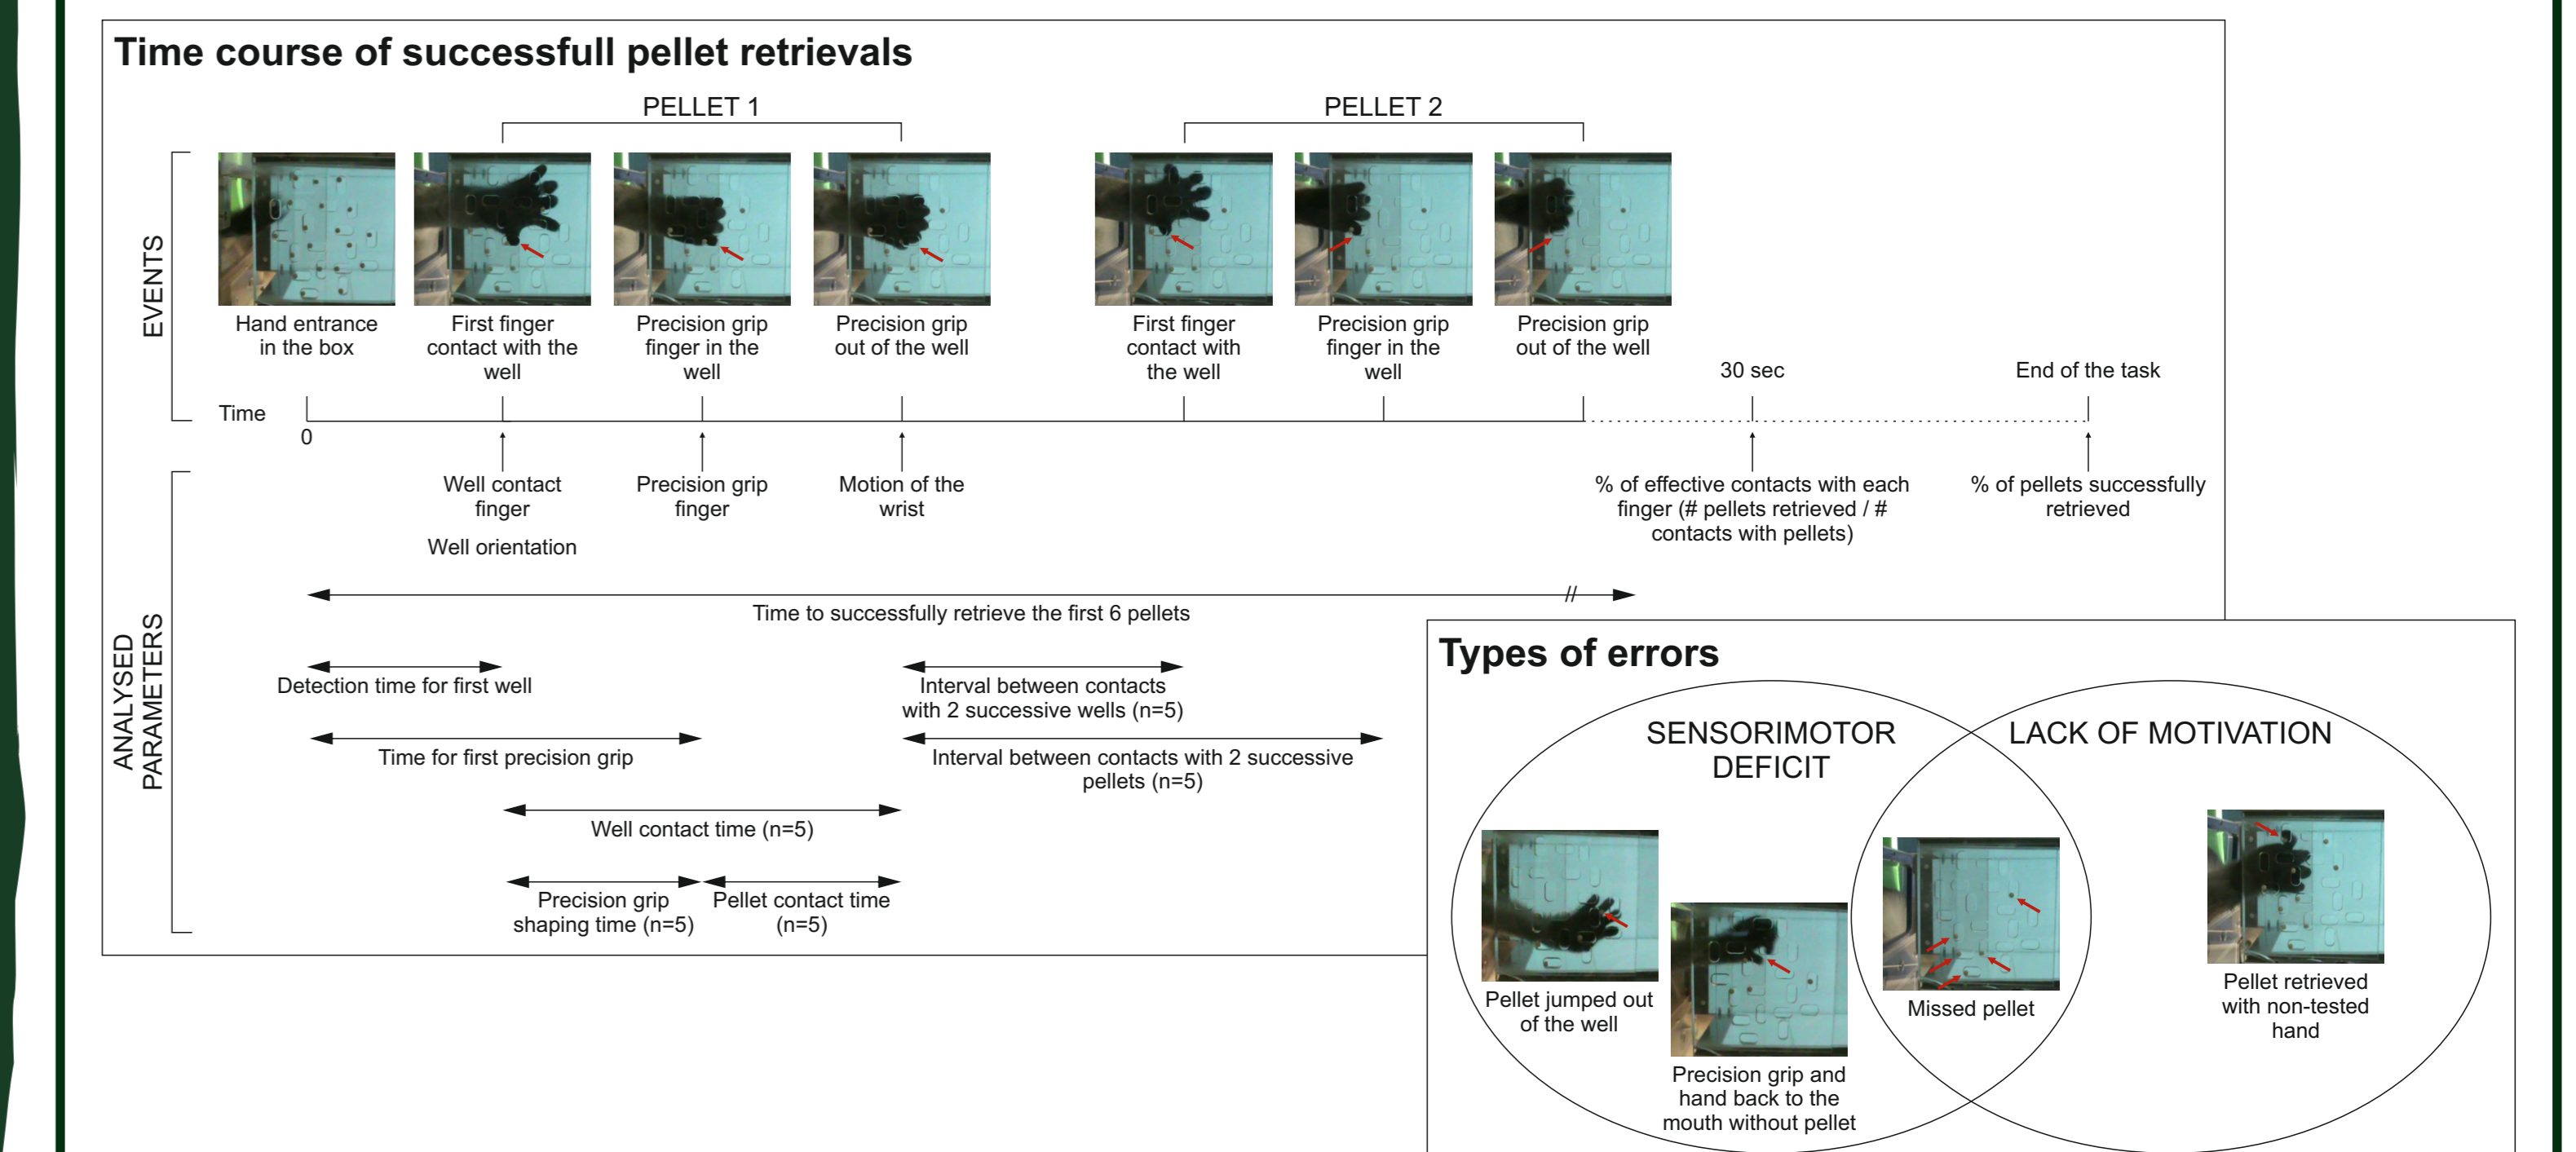 Time course of successfull pellet retrievals
PELLET 1
PELLET 2
EVENTS
Hand entrance
in the box
First finger
contact with the
well
Precision grip
finger in the
well
Precision grip
out of the well
First finger
contact with
the well
Precision grip
finger in the
well
Precision grip
out of the well
30 sec
End of the task
Time
0
ANALYSED
PARAMETERS
Well contact
finger
Well orientation
Precision grip
finger
Motion of the
wrist
% of effective contacts with each
finger (# pellets retrieved / #
contacts with pellets)
% of pellets successfully
retrieved
//
Time to successfully retrieve the first 6 pellets
Detection time for first well
Interval between contacts
with 2 successive wells (n=5)
Time for first precision grip
Interval between contacts with 2 successive
pellets (n=5)
Well contact time (n=5)
Precision grip
shaping time (n=5)
Pellet contact time
(n=5)
Types of errors
SENSORIMOTOR
DEFICIT
LACK OF MOTIVATION
Pellet jumped out
of the well
Precision grip and
hand back to the
mouth without pellet
Missed pellet
Pellet retrieved
with non-tested
hand